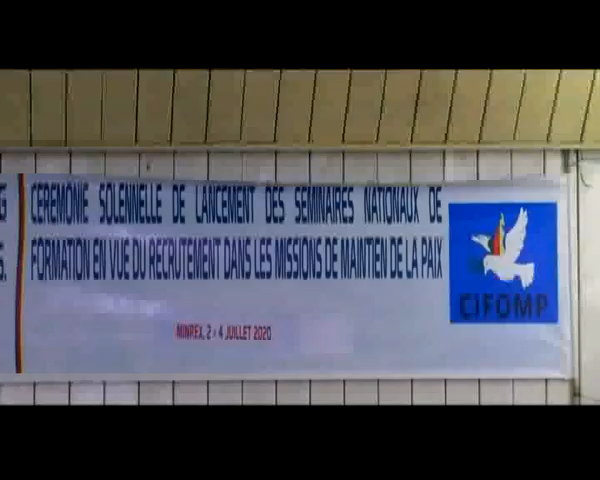 G CEREMONIE SOLENNELLE DE LANCEMENT DES SEMINAIRES NATIONAUX DE
S. FORMATION EN VUE DU RECRUTEMENT DANS LES MISSIONS DE MAINTIEN DE LA PAIX
CIFOMP
MINREX, 2 - 4 JUILLET 2020